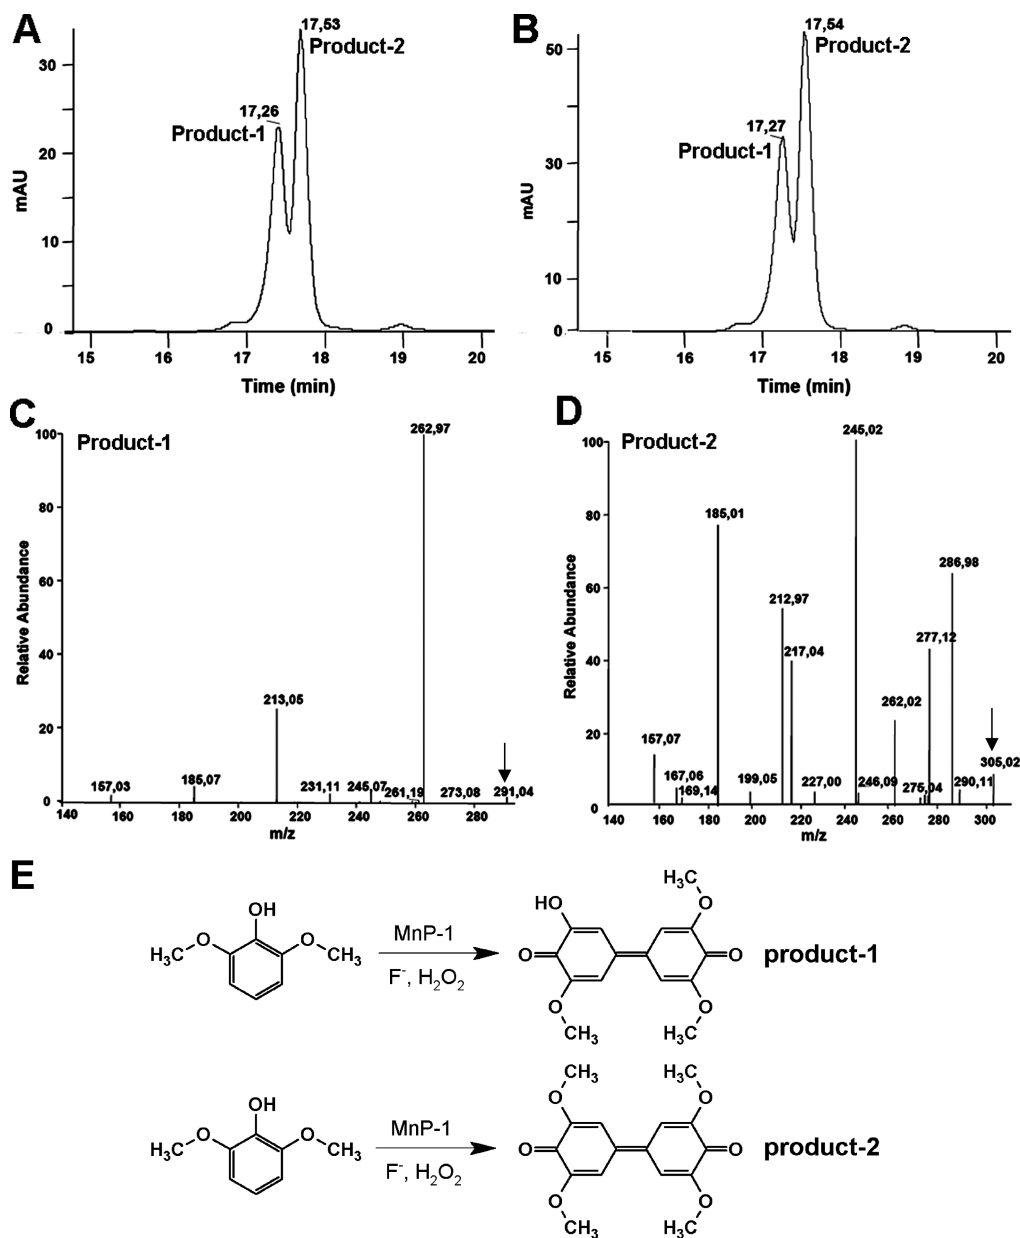 A
17,53
Product-2
17,26
Product-1
30
20
10
0
mAU
15 16 17 18 19 20
Time (min)
B
17,54
Product-2
17,27
Product-1
50
30
10
0
mAU
15 16 17 18 19 20
Time (min)
C
Product-1
262,97
213,05
157,03
185,07
231,11
245,07
261,19
273,08
291,04
100
80
60
40
20
0
Relative Abundance
140 160 180 200 220 240 260 280
m/z
D
Product-2
245,02
185,01
286,98
212,97
277,12
217,04
262,02
157,07
167,06
169,14
199,05
227,00
246,09
275,04
290,11
305,02
100
80
60
40
20
0
Relative Abundance
140 160 180 200 220 240 260 280 300
m/z
E
OH
H₃C O O CH₃
MnP-1
F⁻, H₂O₂
H₃C
HO O
O O
O O
CH₃ H₃C
product-1
OH
H₃C O O CH₃
MnP-1
F⁻, H₂O₂
CH₃ H₃C
O O
O O
O O
CH₃ H₃C
product-2